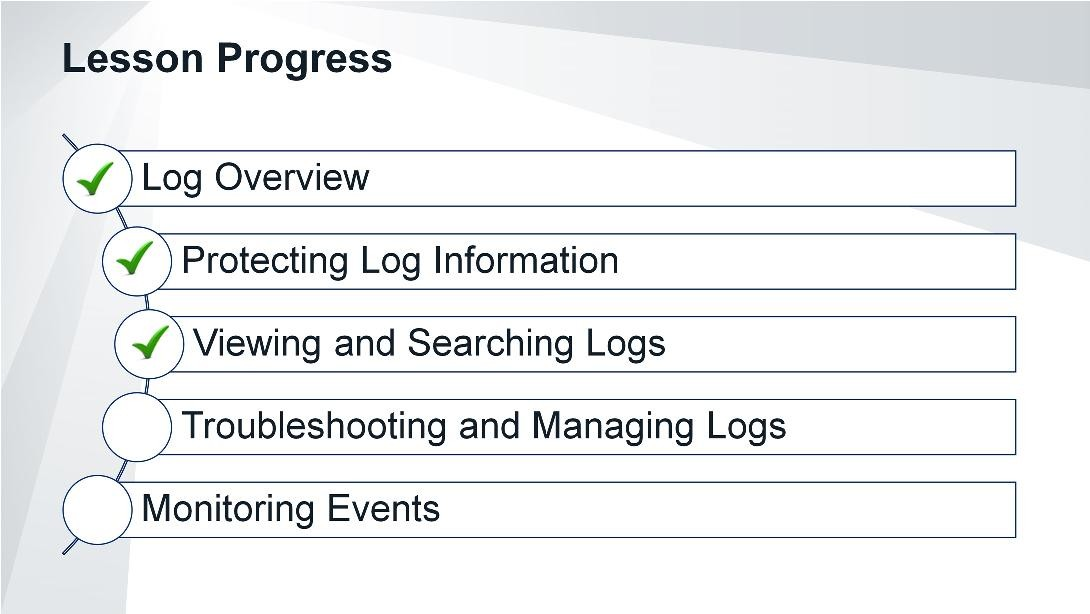 Lesson Progress
Log Overview
Protecting Log Information
Viewing and Searching Logs
Troubleshooting and Managing Logs
Monitoring Events